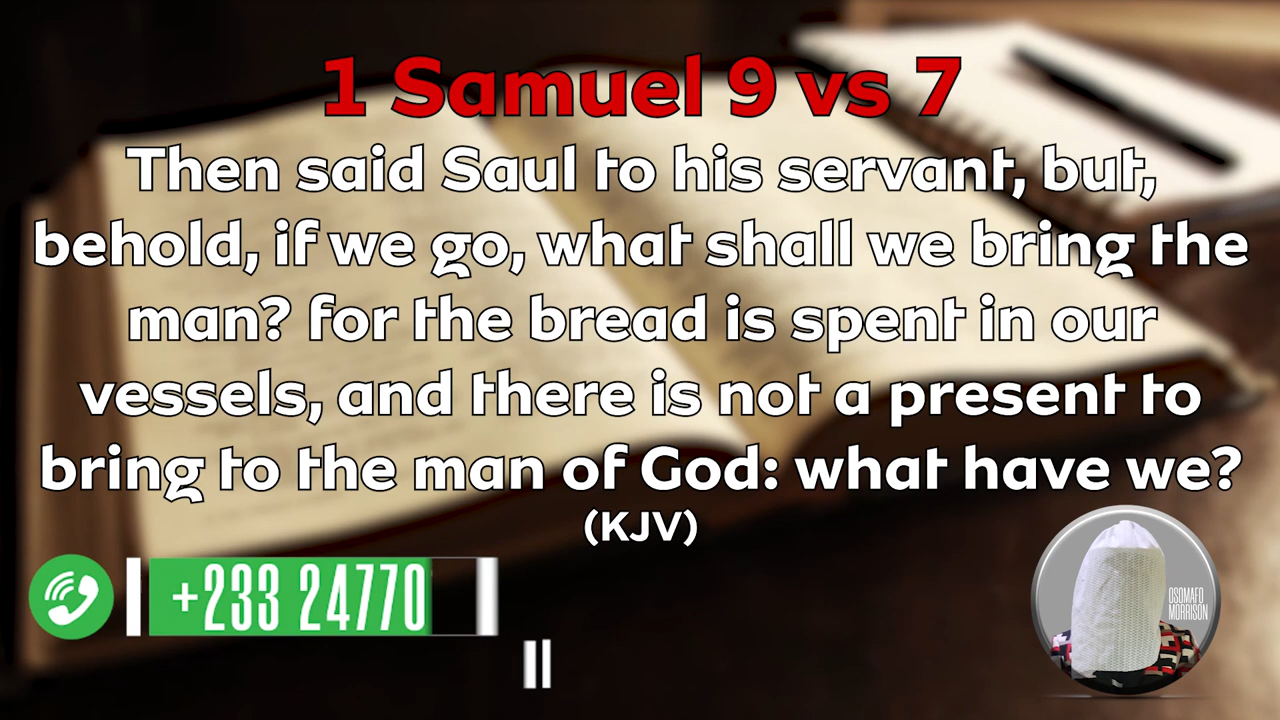 1 Samuel 9 vs 7
Then said Saul to his servant, but,
behold, if we go, what shall we bring the
man? for the bread is spent in our
vessels, and there is not a present to
bring to the man of God: what have we?
(KJV)
+233 24770
OSOMAFO
MORRISON